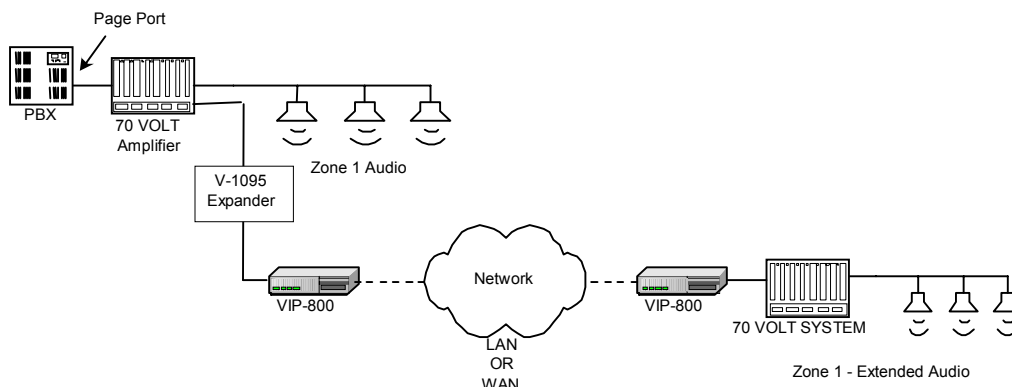 Page Port
PBX
70 VOLT
Amplifier
Zone 1 Audio
V-1095
Expander
VIP-800
Network
LAN
OR
WAN
VIP-800
70 VOLT SYSTEM
Zone 1 - Extended Audio